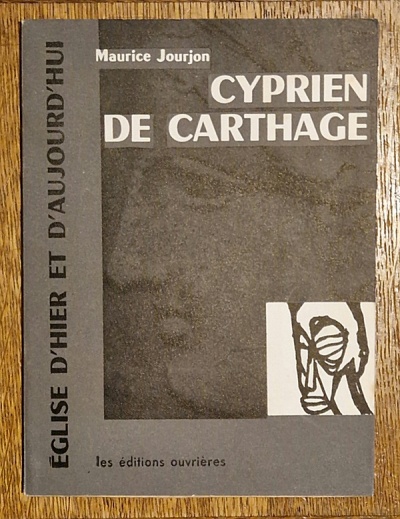 Maurice Jourjon
CYPRIEN
DE CARTHAGE
ÉGLISE D'HIER ET D'AUJOURD'HUI
les éditions ouvrières